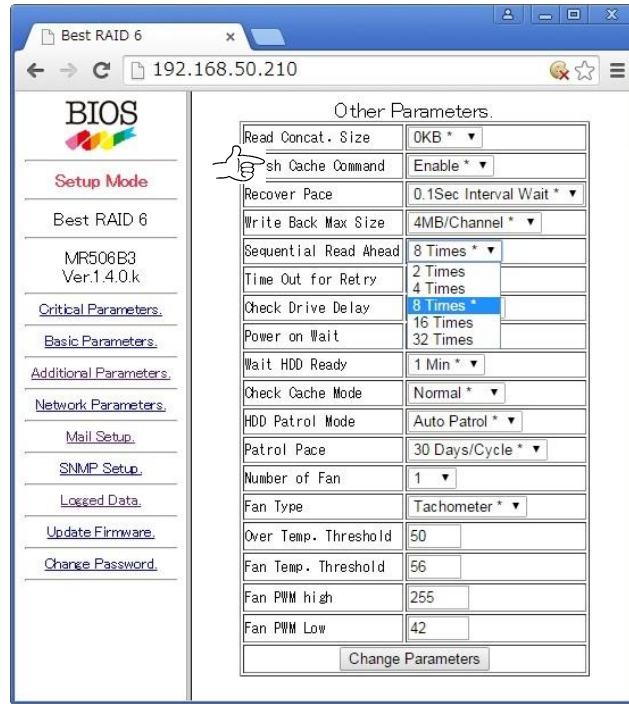 Best RAID 6
192.168.50.210
BIOS
Setup Mode
Best RAID 6
MR506B3
Ver.1.4.0.k
Critical Parameters.
Basic Parameters.
Additional Parameters.
Network Parameters.
Mail Setup.
SNMP Setup.
Logged Data.
Update Firmware.
Change Password.
Other Parameters.
Read Concat. Size 0KB *
sh Cache Command Enable *
Recover Pace 0.1Sec Interval Wait *
Write Back Max Size 4MB/Channel *
Sequential Read Ahead 8 Times *
2 Times
4 Times
8 Times *
16 Times
32 Times
Time Out for Retry
Check Drive Delay
Power on Wait
Wait HDD Ready 1 Min *
Check Cache Mode Normal *
HDD Patrol Mode Auto Patrol *
Patrol Pace 30 Days/Cycle *
Number of Fan 1
Fan Type Tachometer *
Over Temp. Threshold 50
Fan Temp. Threshold 56
Fan PWM high 255
Fan PWM Low 42
Change Parameters